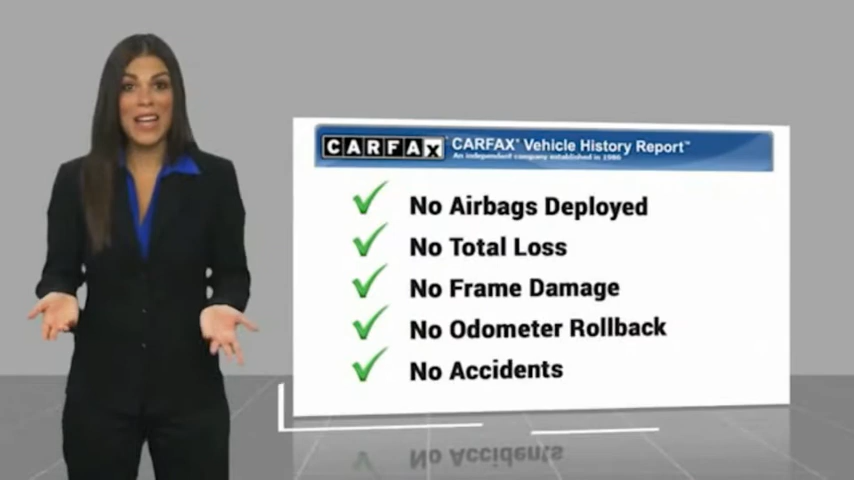 CARFAX CARFAX® Vehicle History Report™
An independent company established in 1986
No Airbags Deployed
No Total Loss
No Frame Damage
No Odometer Rollback
No Accidents
No Accidents